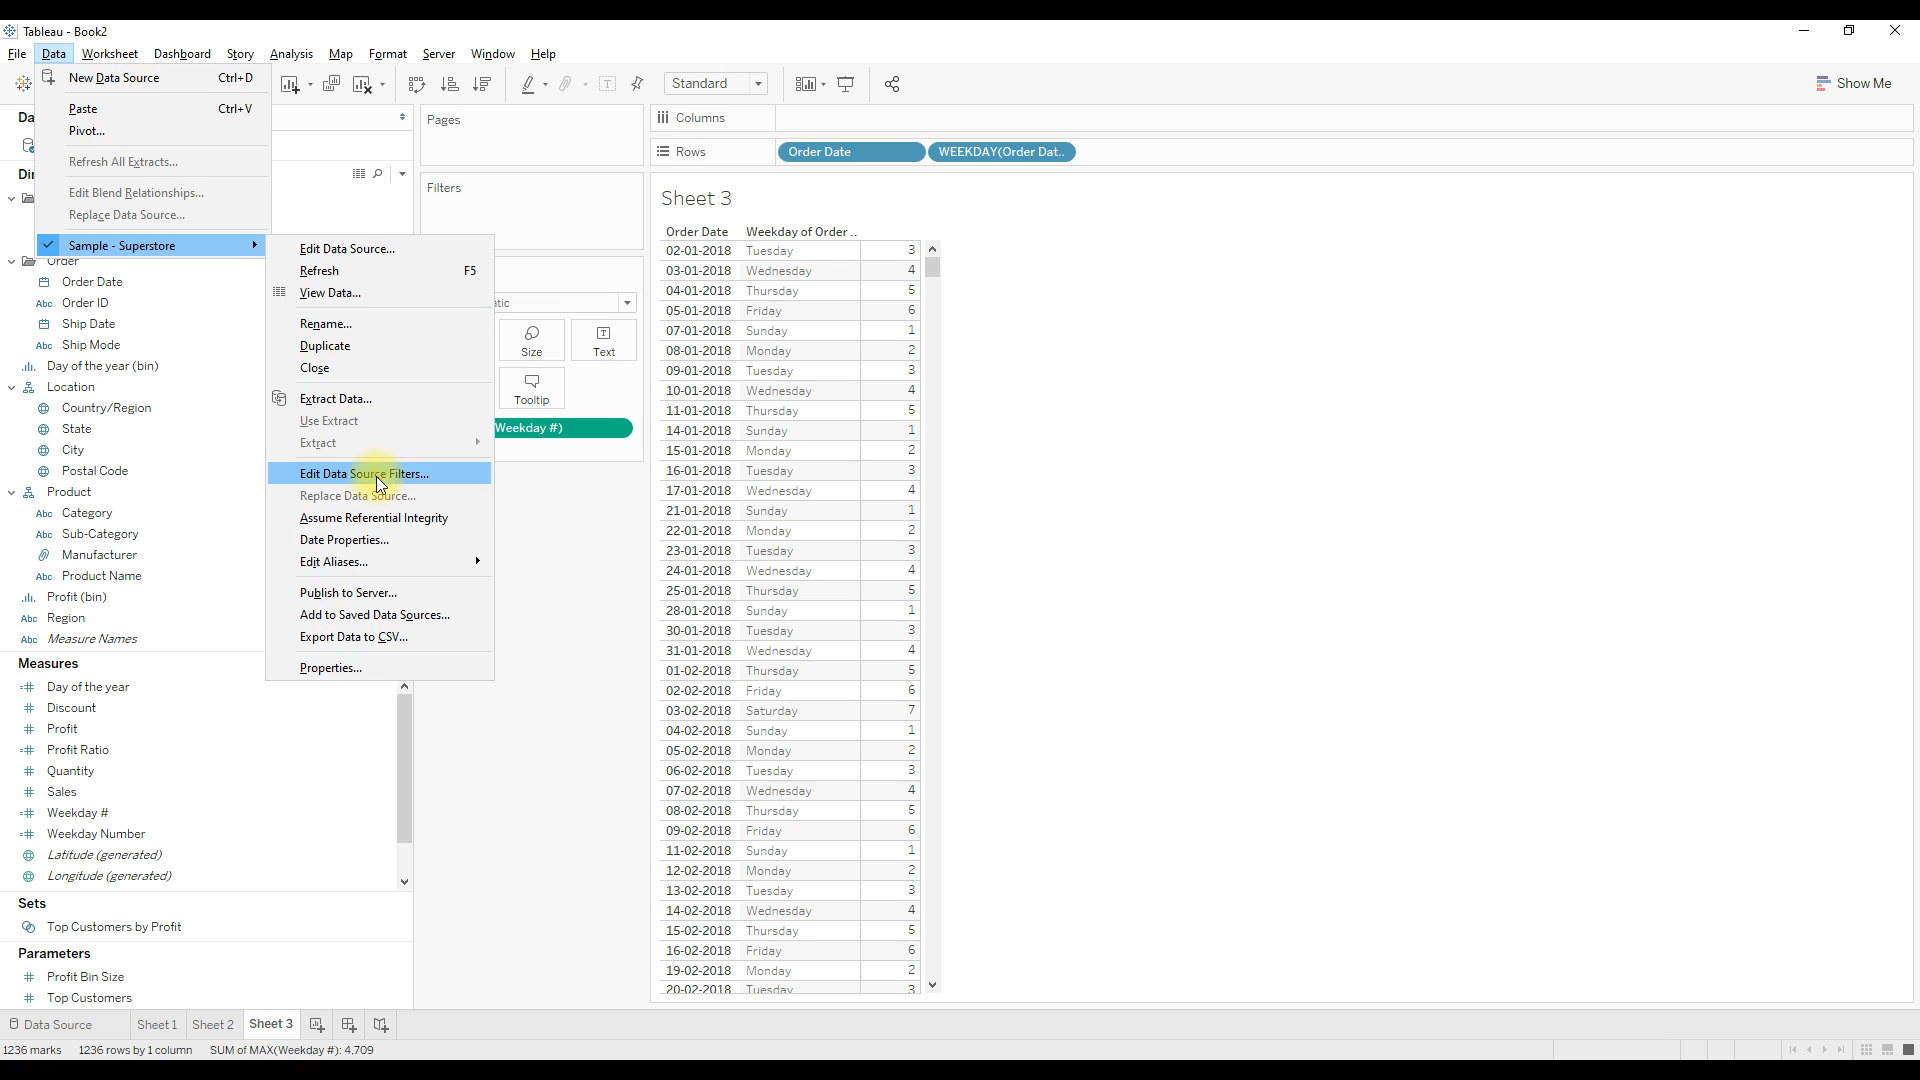 Tableau - Book2
File Data Worksheet Dashboard Story Analysis Map Format Server Window Help
New Data Source Ctrl+D
Paste Ctrl+V
Pivot...
Refresh All Extracts...
Edit Blend Relationships...
Replace Data Source...
Sample - Superstore
Edit Data Source...
Refresh F5
View Data...
Rename...
Duplicate
Close
Extract Data...
Use Extract
Extract
Edit Data Source Filters...
Replace Data Source...
Assume Referential Integrity
Date Properties...
Edit Aliases...
Publish to Server...
Add to Saved Data Sources...
Export Data to CSV...
Properties...
Standard
Show Me
Order
Order Date
Abc Order ID
Ship Date
Abc Ship Mode
Day of the year (bin)
Location
Country/Region
State
City
Postal Code
Product
Abc Category
Abc Sub-Category
Manufacturer
Abc Product Name
Profit (bin)
Abc Region
Abc Measure Names
Measures
Day of the year
Discount
Profit
Profit Ratio
Quantity
Sales
Weekday #
Weekday Number
Latitude (generated)
Longitude (generated)
Sets
Top Customers by Profit
Parameters
Profit Bin Size
Top Customers
Pages
Filters
Size
Text
Tooltip
Weekday #)
Columns
Rows Order Date WEEKDAY(Order Dat..
Sheet 3
Order Date Weekday of Order ..
02-01-2018 Tuesday 3
03-01-2018 Wednesday 4
04-01-2018 Thursday 5
05-01-2018 Friday 6
07-01-2018 Sunday 1
08-01-2018 Monday 2
09-01-2018 Tuesday 3
10-01-2018 Wednesday 4
11-01-2018 Thursday 5
14-01-2018 Sunday 1
15-01-2018 Monday 2
16-01-2018 Tuesday 3
17-01-2018 Wednesday 4
21-01-2018 Sunday 1
22-01-2018 Monday 2
23-01-2018 Tuesday 3
24-01-2018 Wednesday 4
25-01-2018 Thursday 5
28-01-2018 Sunday 1
30-01-2018 Tuesday 3
31-01-2018 Wednesday 4
01-02-2018 Thursday 5
02-02-2018 Friday 6
03-02-2018 Saturday 7
04-02-2018 Sunday 1
05-02-2018 Monday 2
06-02-2018 Tuesday 3
07-02-2018 Wednesday 4
08-02-2018 Thursday 5
09-02-2018 Friday 6
11-02-2018 Sunday 1
12-02-2018 Monday 2
13-02-2018 Tuesday 3
14-02-2018 Wednesday 4
15-02-2018 Thursday 5
16-02-2018 Friday 6
19-02-2018 Monday 2
20-02-2018 Tuesday 3
Data Source Sheet 1 Sheet 2 Sheet 3
1236 marks 1236 rows by 1 column SUM of MAX(Weekday #): 4,709